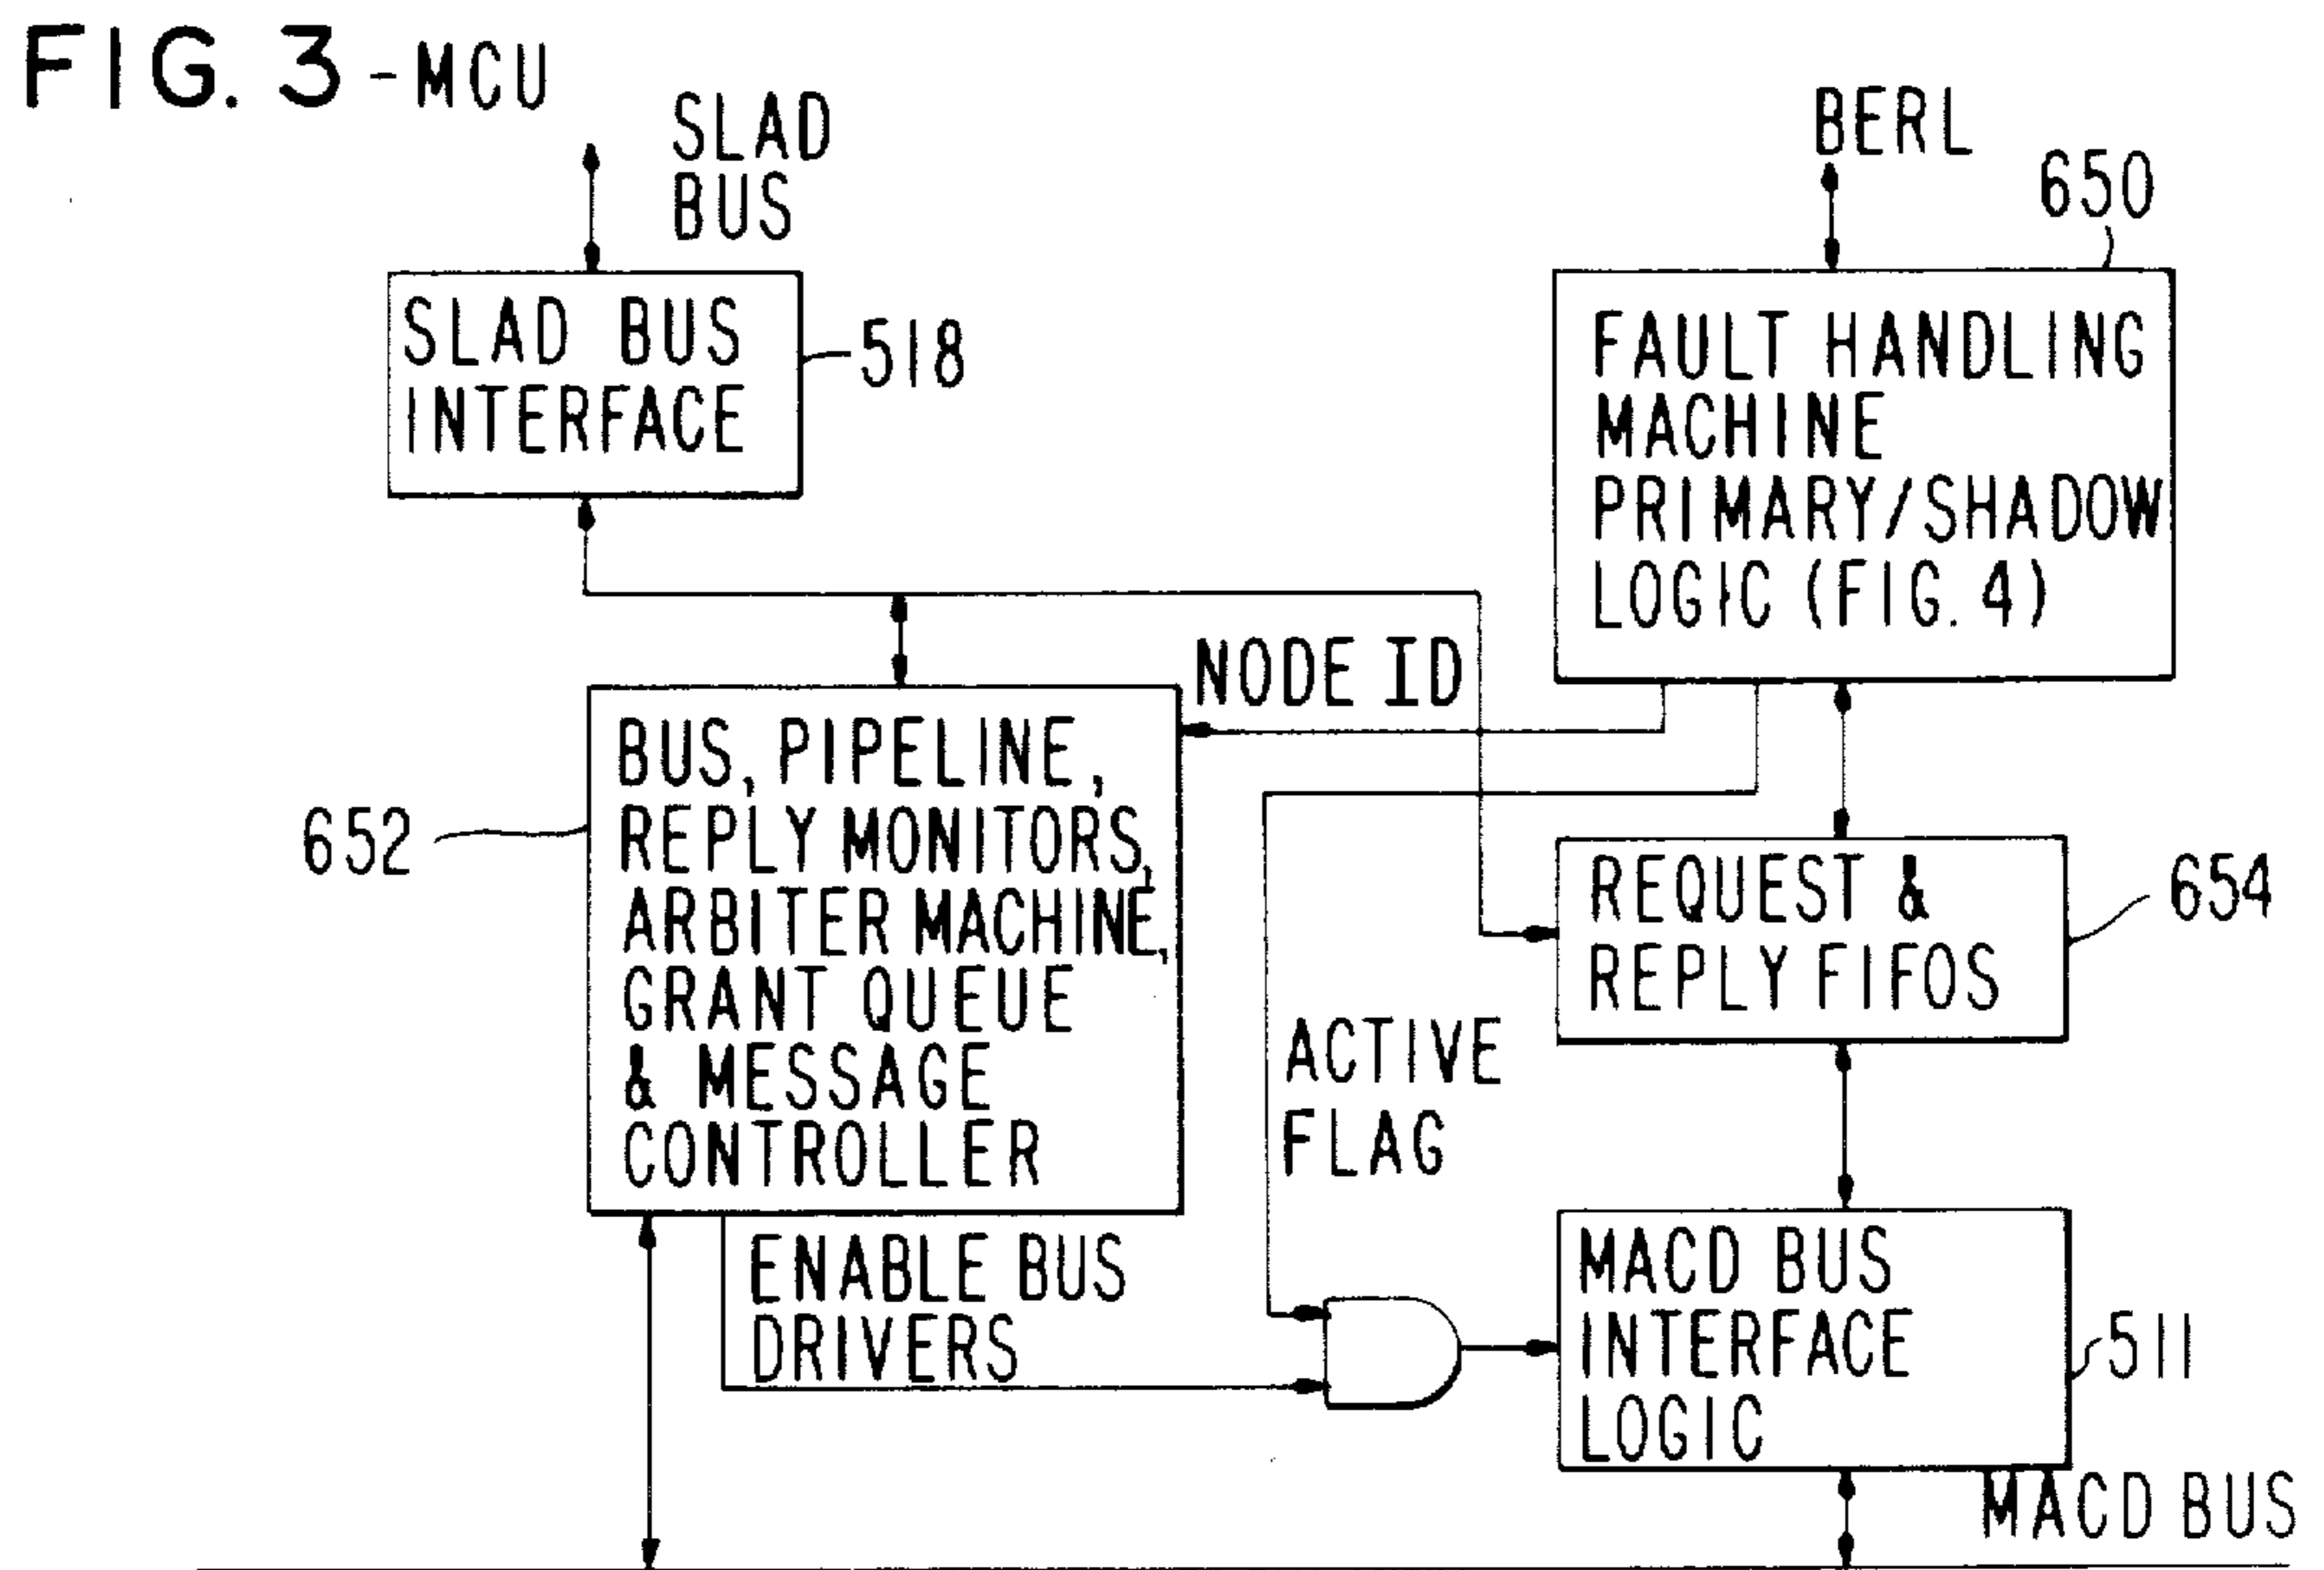 FIG. 3 - MCU
SLAD
BUS
BERL
650
SLAD BUS
INTERFACE
518
FAULT HANDLING
MACHINE
PRIMARY/SHADOW
LOGIC (FIG. 4)
NODE ID
BUS, PIPELINE,
REPLY MONITORS,
ARBITER MACHINE,
GRANT QUEUE
& MESSAGE
CONTROLLER
652
REQUEST &
REPLY FIFOS
654
ACTIVE
FLAG
ENABLE BUS
DRIVERS
MACD BUS
INTERFACE
LOGIC
511
MACD BUS